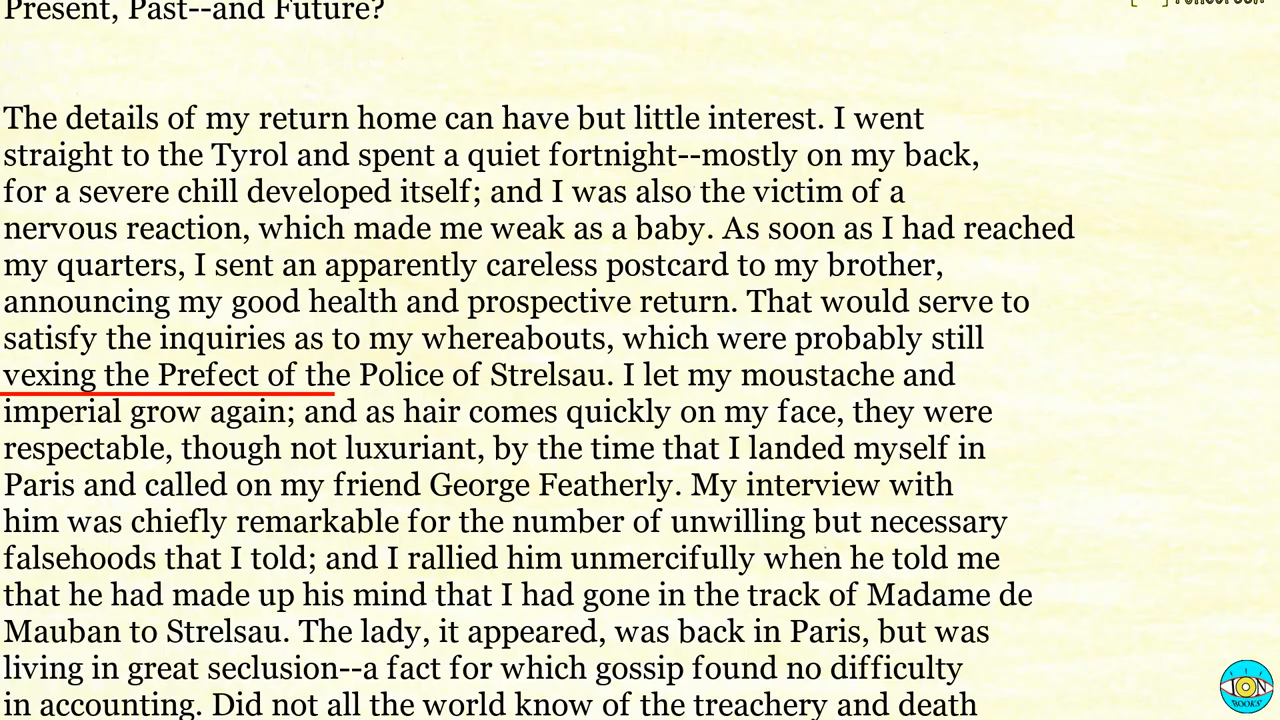 Present, Past--and Future?
The details of my return home can have but little interest. I went
straight to the Tyrol and spent a quiet fortnight--mostly on my back,
for a severe chill developed itself; and I was also the victim of a
nervous reaction, which made me weak as a baby. As soon as I had reached
my quarters, I sent an apparently careless postcard to my brother,
announcing my good health and prospective return. That would serve to
satisfy the inquiries as to my whereabouts, which were probably still
vexing the Prefect of the Police of Strelsau. I let my moustache and
imperial grow again; and as hair comes quickly on my face, they were
respectable, though not luxuriant, by the time that I landed myself in
Paris and called on my friend George Featherly. My interview with
him was chiefly remarkable for the number of unwilling but necessary
falsehoods that I told; and I rallied him unmercifully when he told me
that he had made up his mind that I had gone in the track of Madame de
Mauban to Strelsau. The lady, it appeared, was back in Paris, but was
living in great seclusion--a fact for which gossip found no difficulty
in accounting. Did not all the world know of the treachery and death
ION
BOOKS